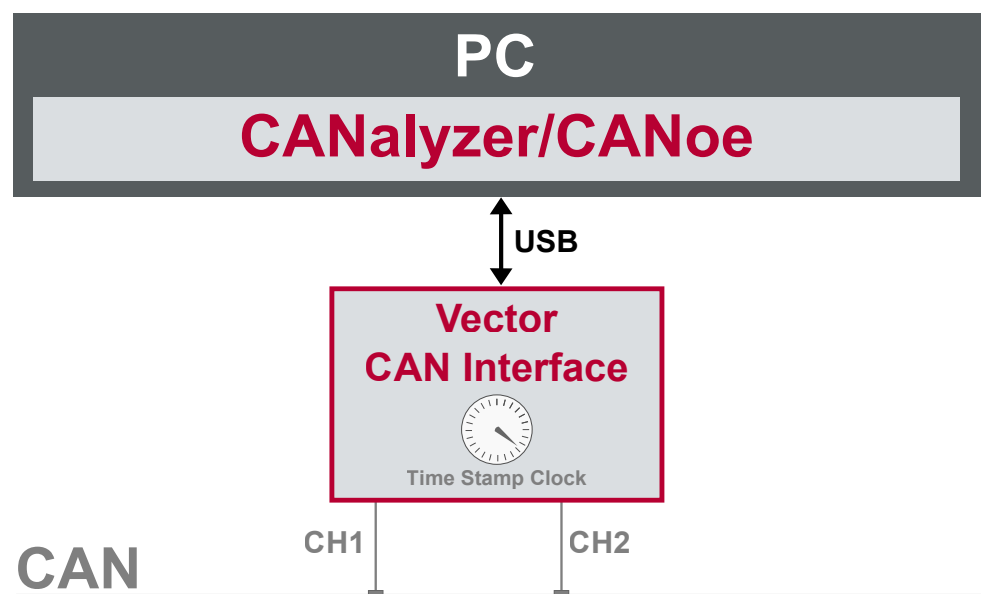 PC
CANalyzer/CANoe
USB
Vector
CAN Interface
Time Stamp Clock
CH1
CH2
CAN